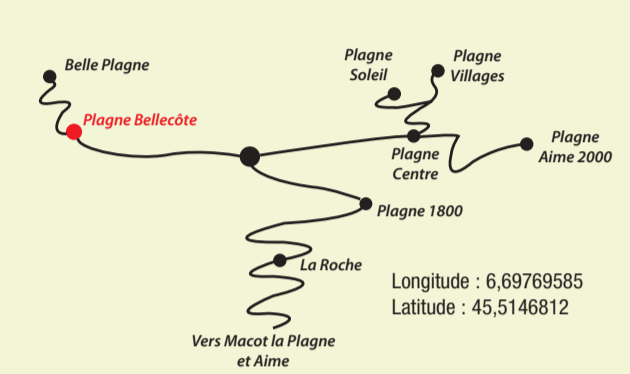 Belle Plagne
Plagne
Soleil
Plagne
Villages
Plagne Bellecôte
Plagne
Centre
Plagne
Aime 2000
Plagne 1800
La Roche
Longitude : 6,69769585
Latitude : 45,5146812
Vers Macot la Plagne
et Aime